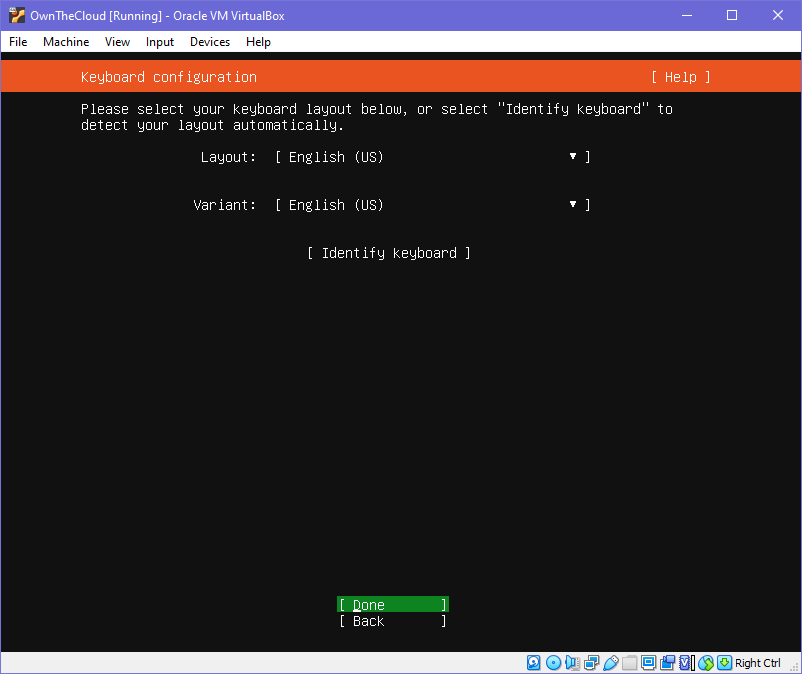 OwnTheCloud [Running] - Oracle VM VirtualBox
File Machine View Input Devices Help
Keyboard configuration [ Help ]
Please select your keyboard layout below, or select "Identify keyboard" to
detect your layout automatically.
Layout: [ English (US) ▼ ]
Variant: [ English (US) ▼ ]
[ Identify keyboard ]
[ Done ]
[ Back ]
Right Ctrl